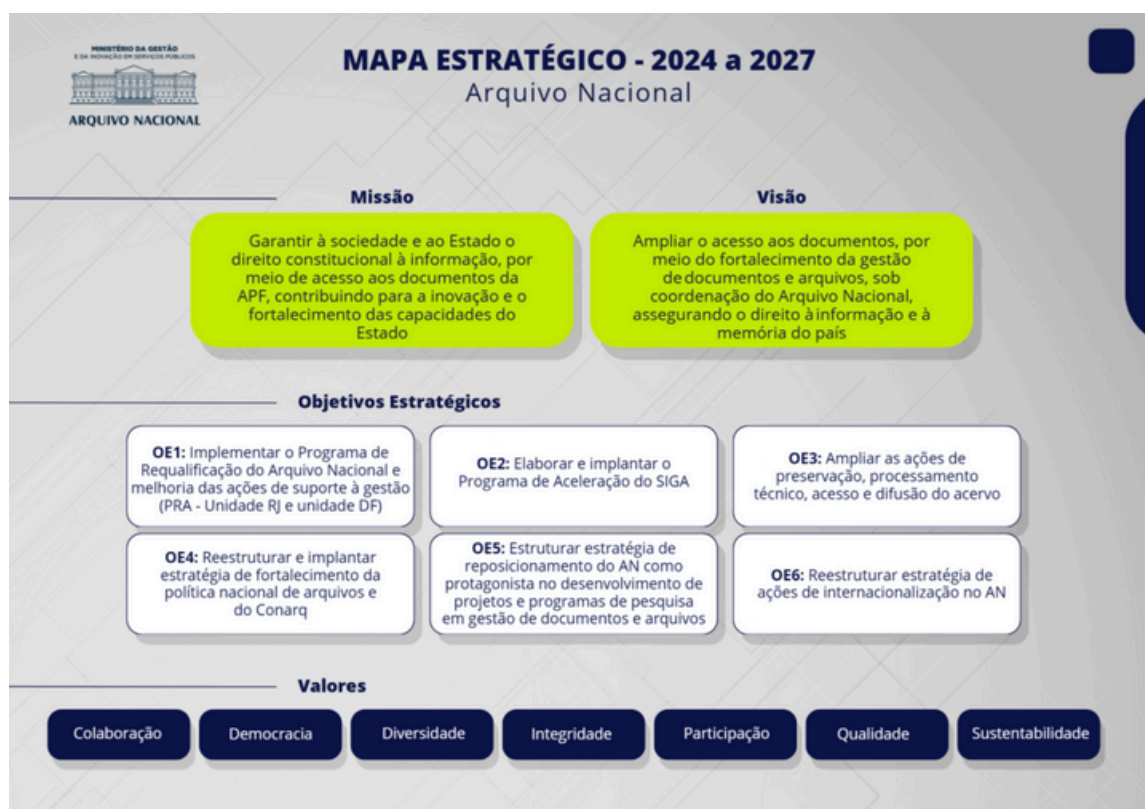 MINISTÉRIO DA GESTÃO
E DA INOVAÇÃO EM SERVIÇOS PÚBLICOS
ARQUIVO NACIONAL
MAPA ESTRATÉGICO - 2024 a 2027
Arquivo Nacional
Missão
Garantir à sociedade e ao Estado o
direito constitucional à informação, por
meio de acesso aos documentos da
APF, contribuindo para a inovação e o
fortalecimento das capacidades do
Estado
Visão
Ampliar o acesso aos documentos, por
meio do fortalecimento da gestão
de documentos e arquivos, sob
coordenação do Arquivo Nacional,
assegurando o direito à informação e à
memória do país
Objetivos Estratégicos
OE1: Implementar o Programa de
Requalificação do Arquivo Nacional e
melhoria das ações de suporte à gestão
(PRA - Unidade RJ e unidade DF)
OE2: Elaborar e implantar o
Programa de Aceleração do SIGA
OE3: Ampliar as ações de
preservação, processamento
técnico, acesso e difusão do acervo
OE4: Reestruturar e implantar
estratégia de fortalecimento da
política nacional de arquivos e
do Conarq
OE5: Estruturar estratégia de
reposicionamento do AN como
protagonista no desenvolvimento de
projetos e programas de pesquisa
em gestão de documentos e arquivos
OE6: Reestruturar estratégia de
ações de internacionalização no AN
Valores
Colaboração
Democracia
Diversidade
Integridade
Participação
Qualidade
Sustentabilidade